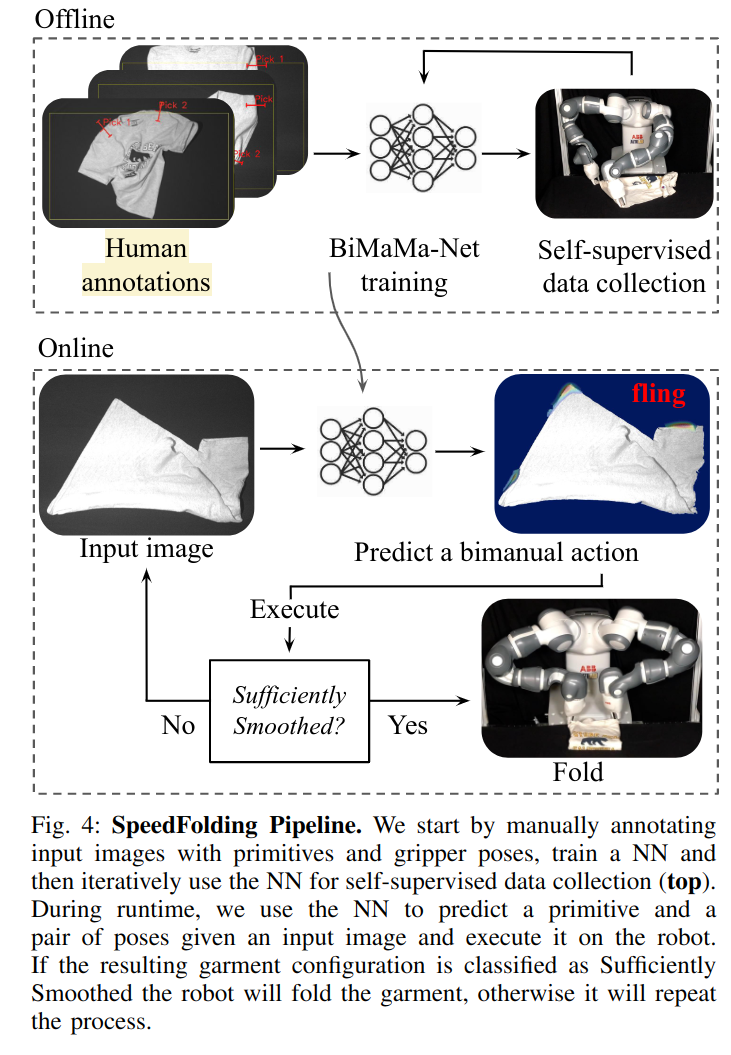 Offline
Pick 1
Pick
Pick 2
Pick 2
Pick 1
ABB
Human
annotations
BiMaMa-Net
training
Self-supervised
data collection
Online
fling
Input image
Predict a bimanual action
Execute
Sufficiently
Smoothed?
No
Yes
ABB
Fold
Fig. 4: SpeedFolding Pipeline. We start by manually annotating
input images with primitives and gripper poses, train a NN and
then iteratively use the NN for self-supervised data collection (top).
During runtime, we use the NN to predict a primitive and a
pair of poses given an input image and execute it on the robot.
If the resulting garment configuration is classified as Sufficiently
Smoothed the robot will fold the garment, otherwise it will repeat
the process.